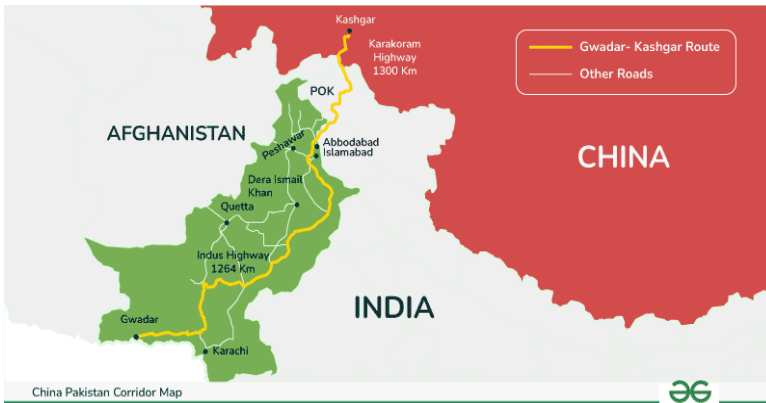 Kashgar
Karakoram
Highway
1300 Km
Gwadar- Kashgar Route
Other Roads
POK
AFGHANISTAN
Peshawar
Abbodabad
Islamabad
CHINA
Dera Ismail
Khan
Quetta
Indus Highway
1264 Km
INDIA
Gwadar
Karachi
China Pakistan Corridor Map